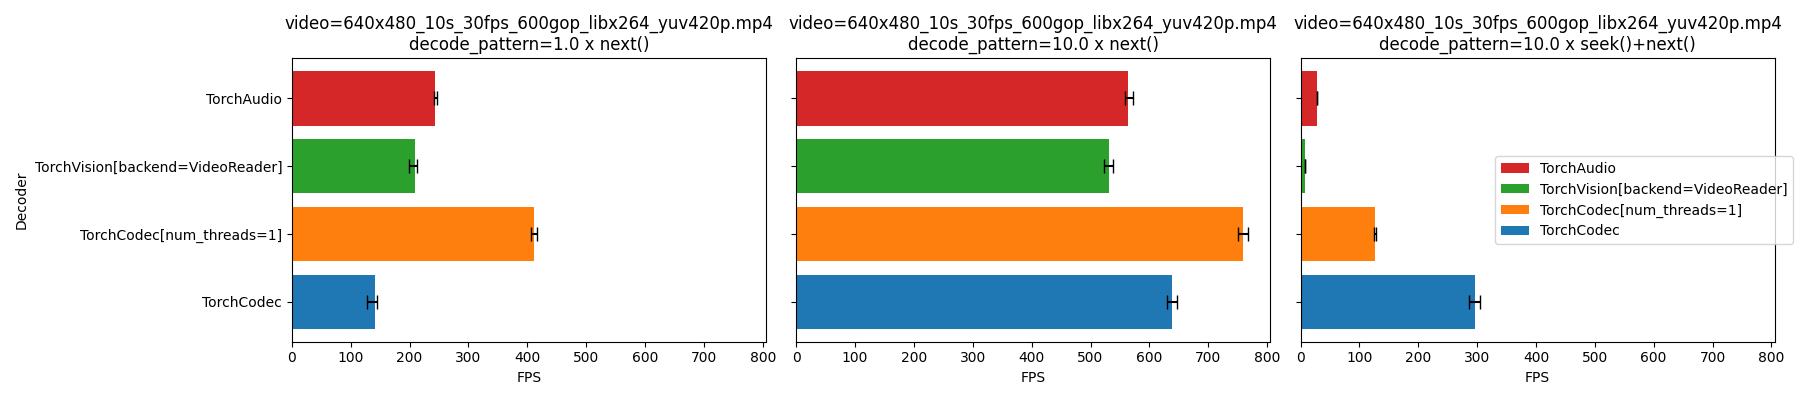 video=640x480_10s_30fps_600gop_libx264_yuv420p.mp4
decode_pattern=1.0 x next()
video=640x480_10s_30fps_600gop_libx264_yuv420p.mp4
decode_pattern=10.0 x next()
video=640x480_10s_30fps_600gop_libx264_yuv420p.mp4
decode_pattern=10.0 x seek()+next()
Decoder
TorchAudio
TorchVision[backend=VideoReader]
TorchCodec[num_threads=1]
TorchCodec
0 100 200 300 400 500 600 700 800
FPS
0 100 200 300 400 500 600 700 800
FPS
0 100 200 300 400 500 600 700 800
FPS
TorchAudio
TorchVision[backend=VideoReader]
TorchCodec[num_threads=1]
TorchCodec